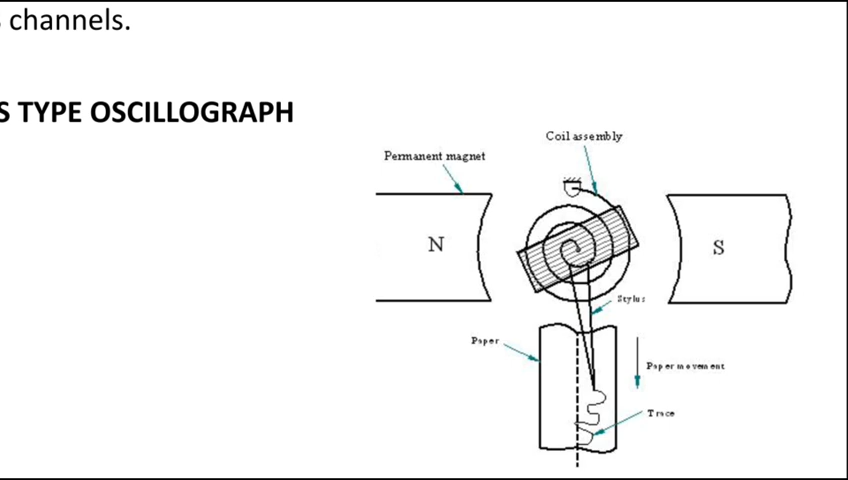 channels.
S TYPE OSCILLOGRAPH
Coil assembly
Permanent magnet
N
S
Stylus
Paper
Paper movement
Trace